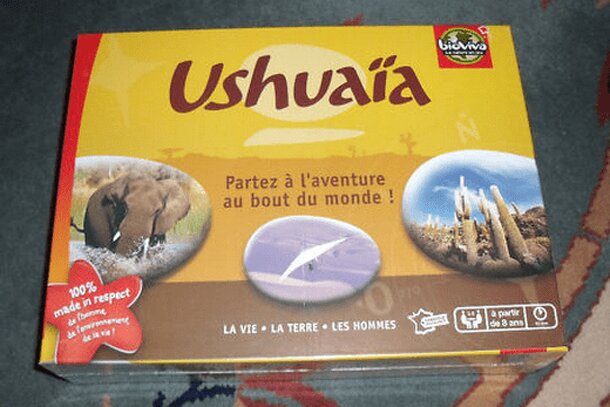 bioviva
Ushuaïa
Partez à l'aventure
au bout du monde !
100%
made in respect
de l'homme,
de l'environnement,
de la vie !
LA VIE • LA TERRE • LES HOMMES
à partir
de 8 ans